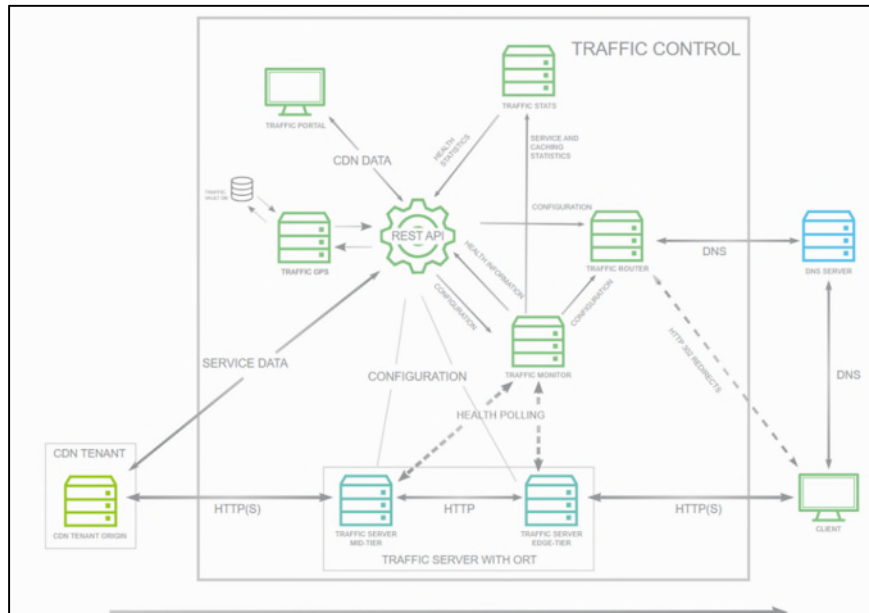 TRAFFIC CONTROL
TRAFFIC PORTAL
TRAFFIC STATS
CDN DATA
HEALTH
STATISTICS
SERVICE AND
CACHING
STATISTICS
TRAFFIC
VAULT DB
TRAFFIC OPS
REST API
CONFIGURATION
TRAFFIC ROUTER
DNS
DNS SERVER
HEALTH INFORMATION
CONFIGURATION
CONFIGURATION
TRAFFIC MONITOR
SERVICE DATA
CONFIGURATION
HTTP 302 REDIRECTS
DNS
HEALTH POLLING
CDN TENANT
CDN TENANT ORIGIN
HTTP(S)
TRAFFIC SERVER
MID-TIER
HTTP
TRAFFIC SERVER
EDGE-TIER
HTTP(S)
CLIENT
TRAFFIC SERVER WITH ORT